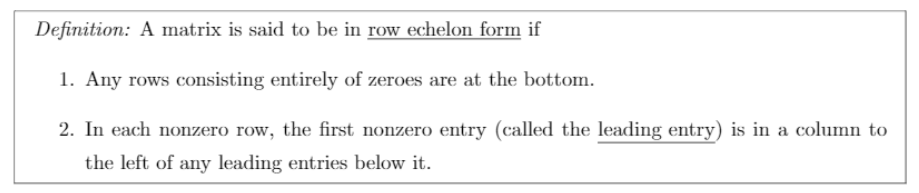 Definition: A matrix is said to be in row echelon form if
1. Any rows consisting entirely of zeroes are at the bottom.
2. In each nonzero row, the first nonzero entry (called the leading entry) is in a column to
the left of any leading entries below it.